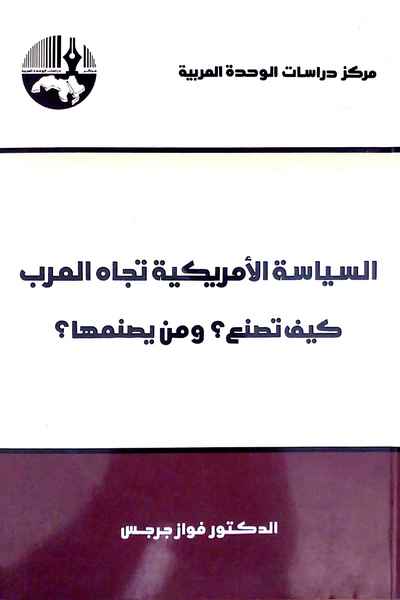 مركز دراسات الوحدة العربية
السياسة الأمريكية تجاه العرب
كيف تصنع؟ ومن يصنعها؟
الدكتور فواز جرجس